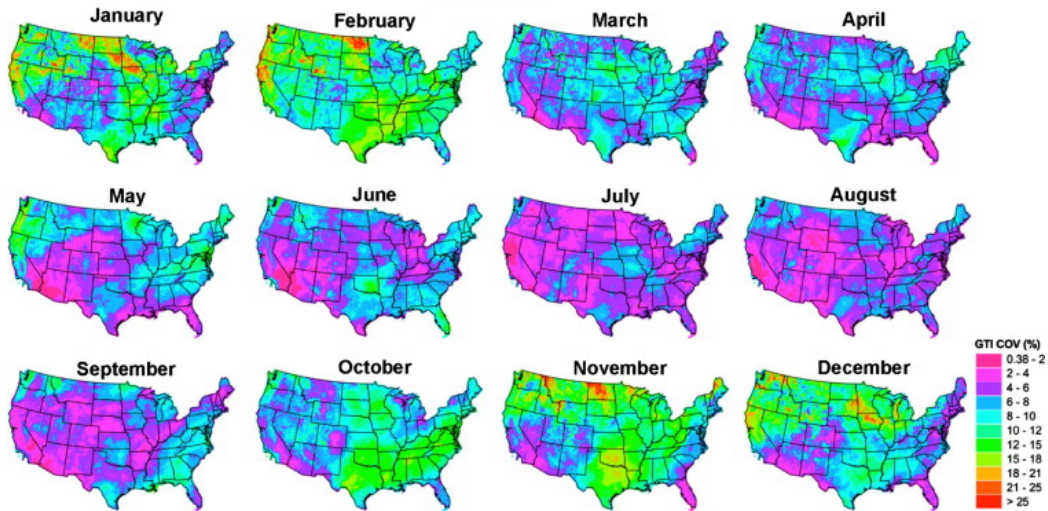 January
February
March
April
May
June
July
August
September
October
November
December
GTI COV (%)
0.38 - 2
2 - 4
4 - 6
6 - 8
8 - 10
10 - 12
12 - 15
15 - 18
18 - 21
21 - 25
> 25